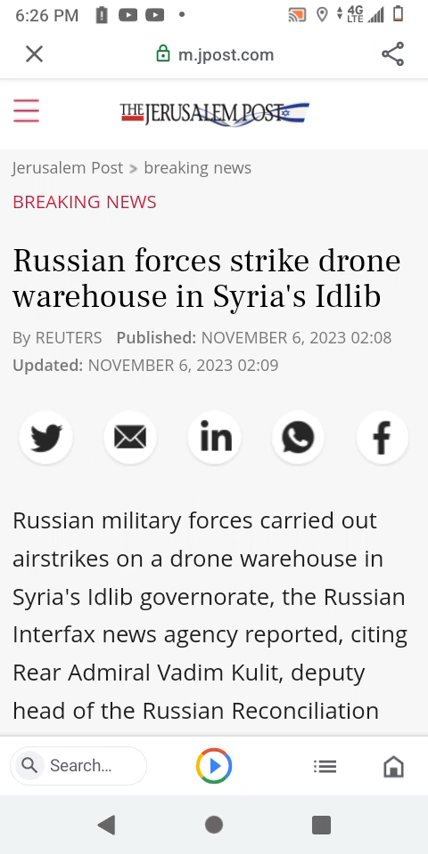 6:26 PM 4G LTE
m.jpost.com
THE JERUSALEM POST
Jerusalem Post > breaking news
BREAKING NEWS
Russian forces strike drone
warehouse in Syria's Idlib
By REUTERS Published: NOVEMBER 6, 2023 02:08
Updated: NOVEMBER 6, 2023 02:09
in
f
Russian military forces carried out
airstrikes on a drone warehouse in
Syria's Idlib governorate, the Russian
Interfax news agency reported, citing
Rear Admiral Vadim Kulit, deputy
head of the Russian Reconciliation
Search...